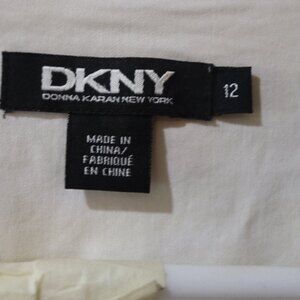 DKNY
DONNA KARAN NEW YORK
12
MADE IN
CHINA/
FABRIQUÉ
EN CHINE